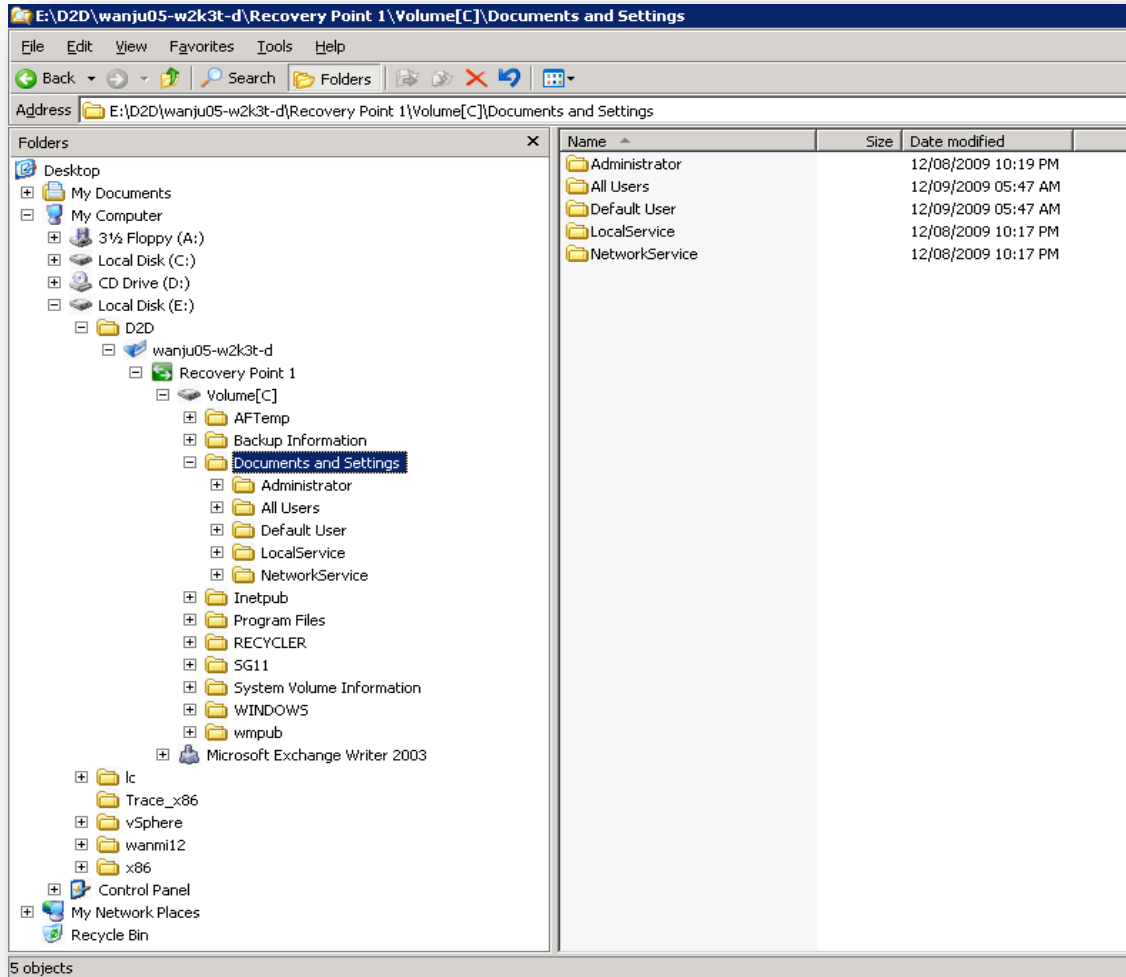 E:\D2D\wanju05-w2k3t-d\Recovery Point 1\Volume[C]\Documents and Settings
File Edit View Favorites Tools Help
Back Search Folders
Address E:\D2D\wanju05-w2k3t-d\Recovery Point 1\Volume[C]\Documents and Settings
Folders
Desktop
My Documents
My Computer
3½ Floppy (A:)
Local Disk (C:)
CD Drive (D:)
Local Disk (E:)
D2D
wanju05-w2k3t-d
Recovery Point 1
Volume[C]
AFTemp
Backup Information
Documents and Settings
Administrator
All Users
Default User
LocalService
NetworkService
Inetpub
Program Files
RECYCLER
SG11
System Volume Information
WINDOWS
wmpub
Microsoft Exchange Writer 2003
lc
Trace_x86
vSphere
wanmi12
x86
Control Panel
My Network Places
Recycle Bin
Name Size Date modified
Administrator 12/08/2009 10:19 PM
All Users 12/09/2009 05:47 AM
Default User 12/09/2009 05:47 AM
LocalService 12/08/2009 10:17 PM
NetworkService 12/08/2009 10:17 PM
5 objects